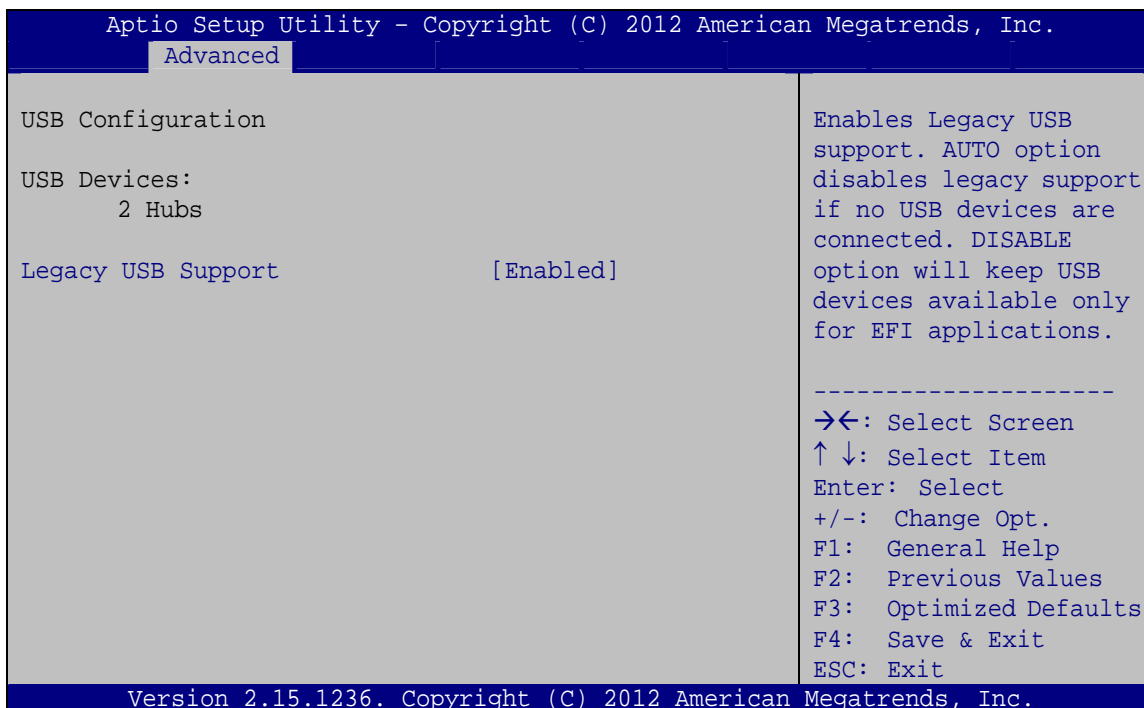 Aptio Setup Utility – Copyright (C) 2012 American Megatrends, Inc.
Advanced
USB Configuration
USB Devices:
2 Hubs
Legacy USB Support [Enabled]
Enables Legacy USB
support. AUTO option
disables legacy support
if no USB devices are
connected. DISABLE
option will keep USB
devices available only
for EFI applications.
---------------------
→←: Select Screen
↑ ↓: Select Item
Enter: Select
+/-: Change Opt.
F1: General Help
F2: Previous Values
F3: Optimized Defaults
F4: Save & Exit
ESC: Exit
Version 2.15.1236. Copyright (C) 2012 American Megatrends, Inc.